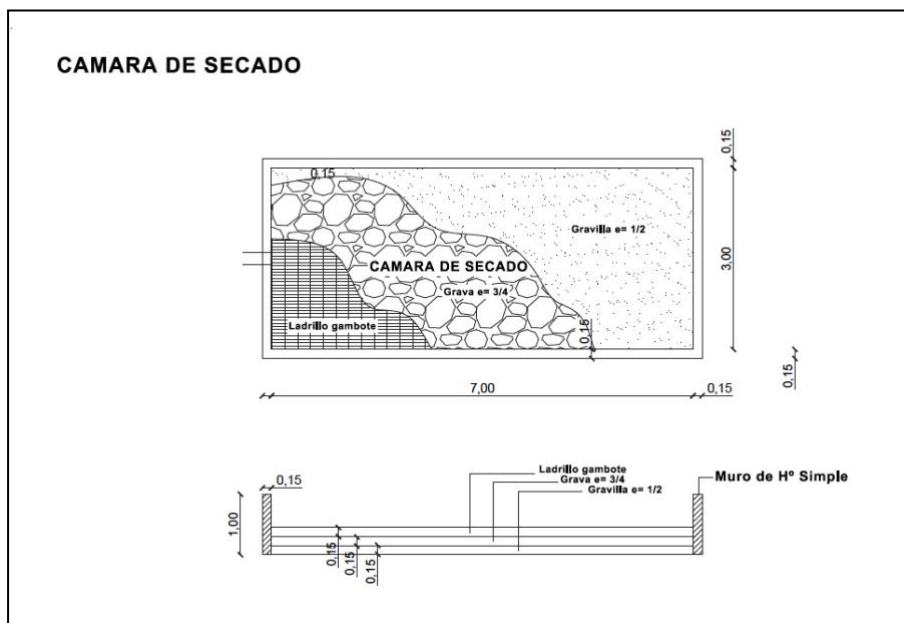 CAMARA DE SECADO
0,15
0,15
Gravilla e= 1/2
3,00
CAMARA DE SECADO
Grava e= 3/4
Ladrillo gambote
0,15
0,15
7,00
0,15
Ladrillo gambote
Grava e= 3/4
Gravilla e= 1/2
0,15
Muro de Hº Simple
1,00
0,15
0,15
0,15